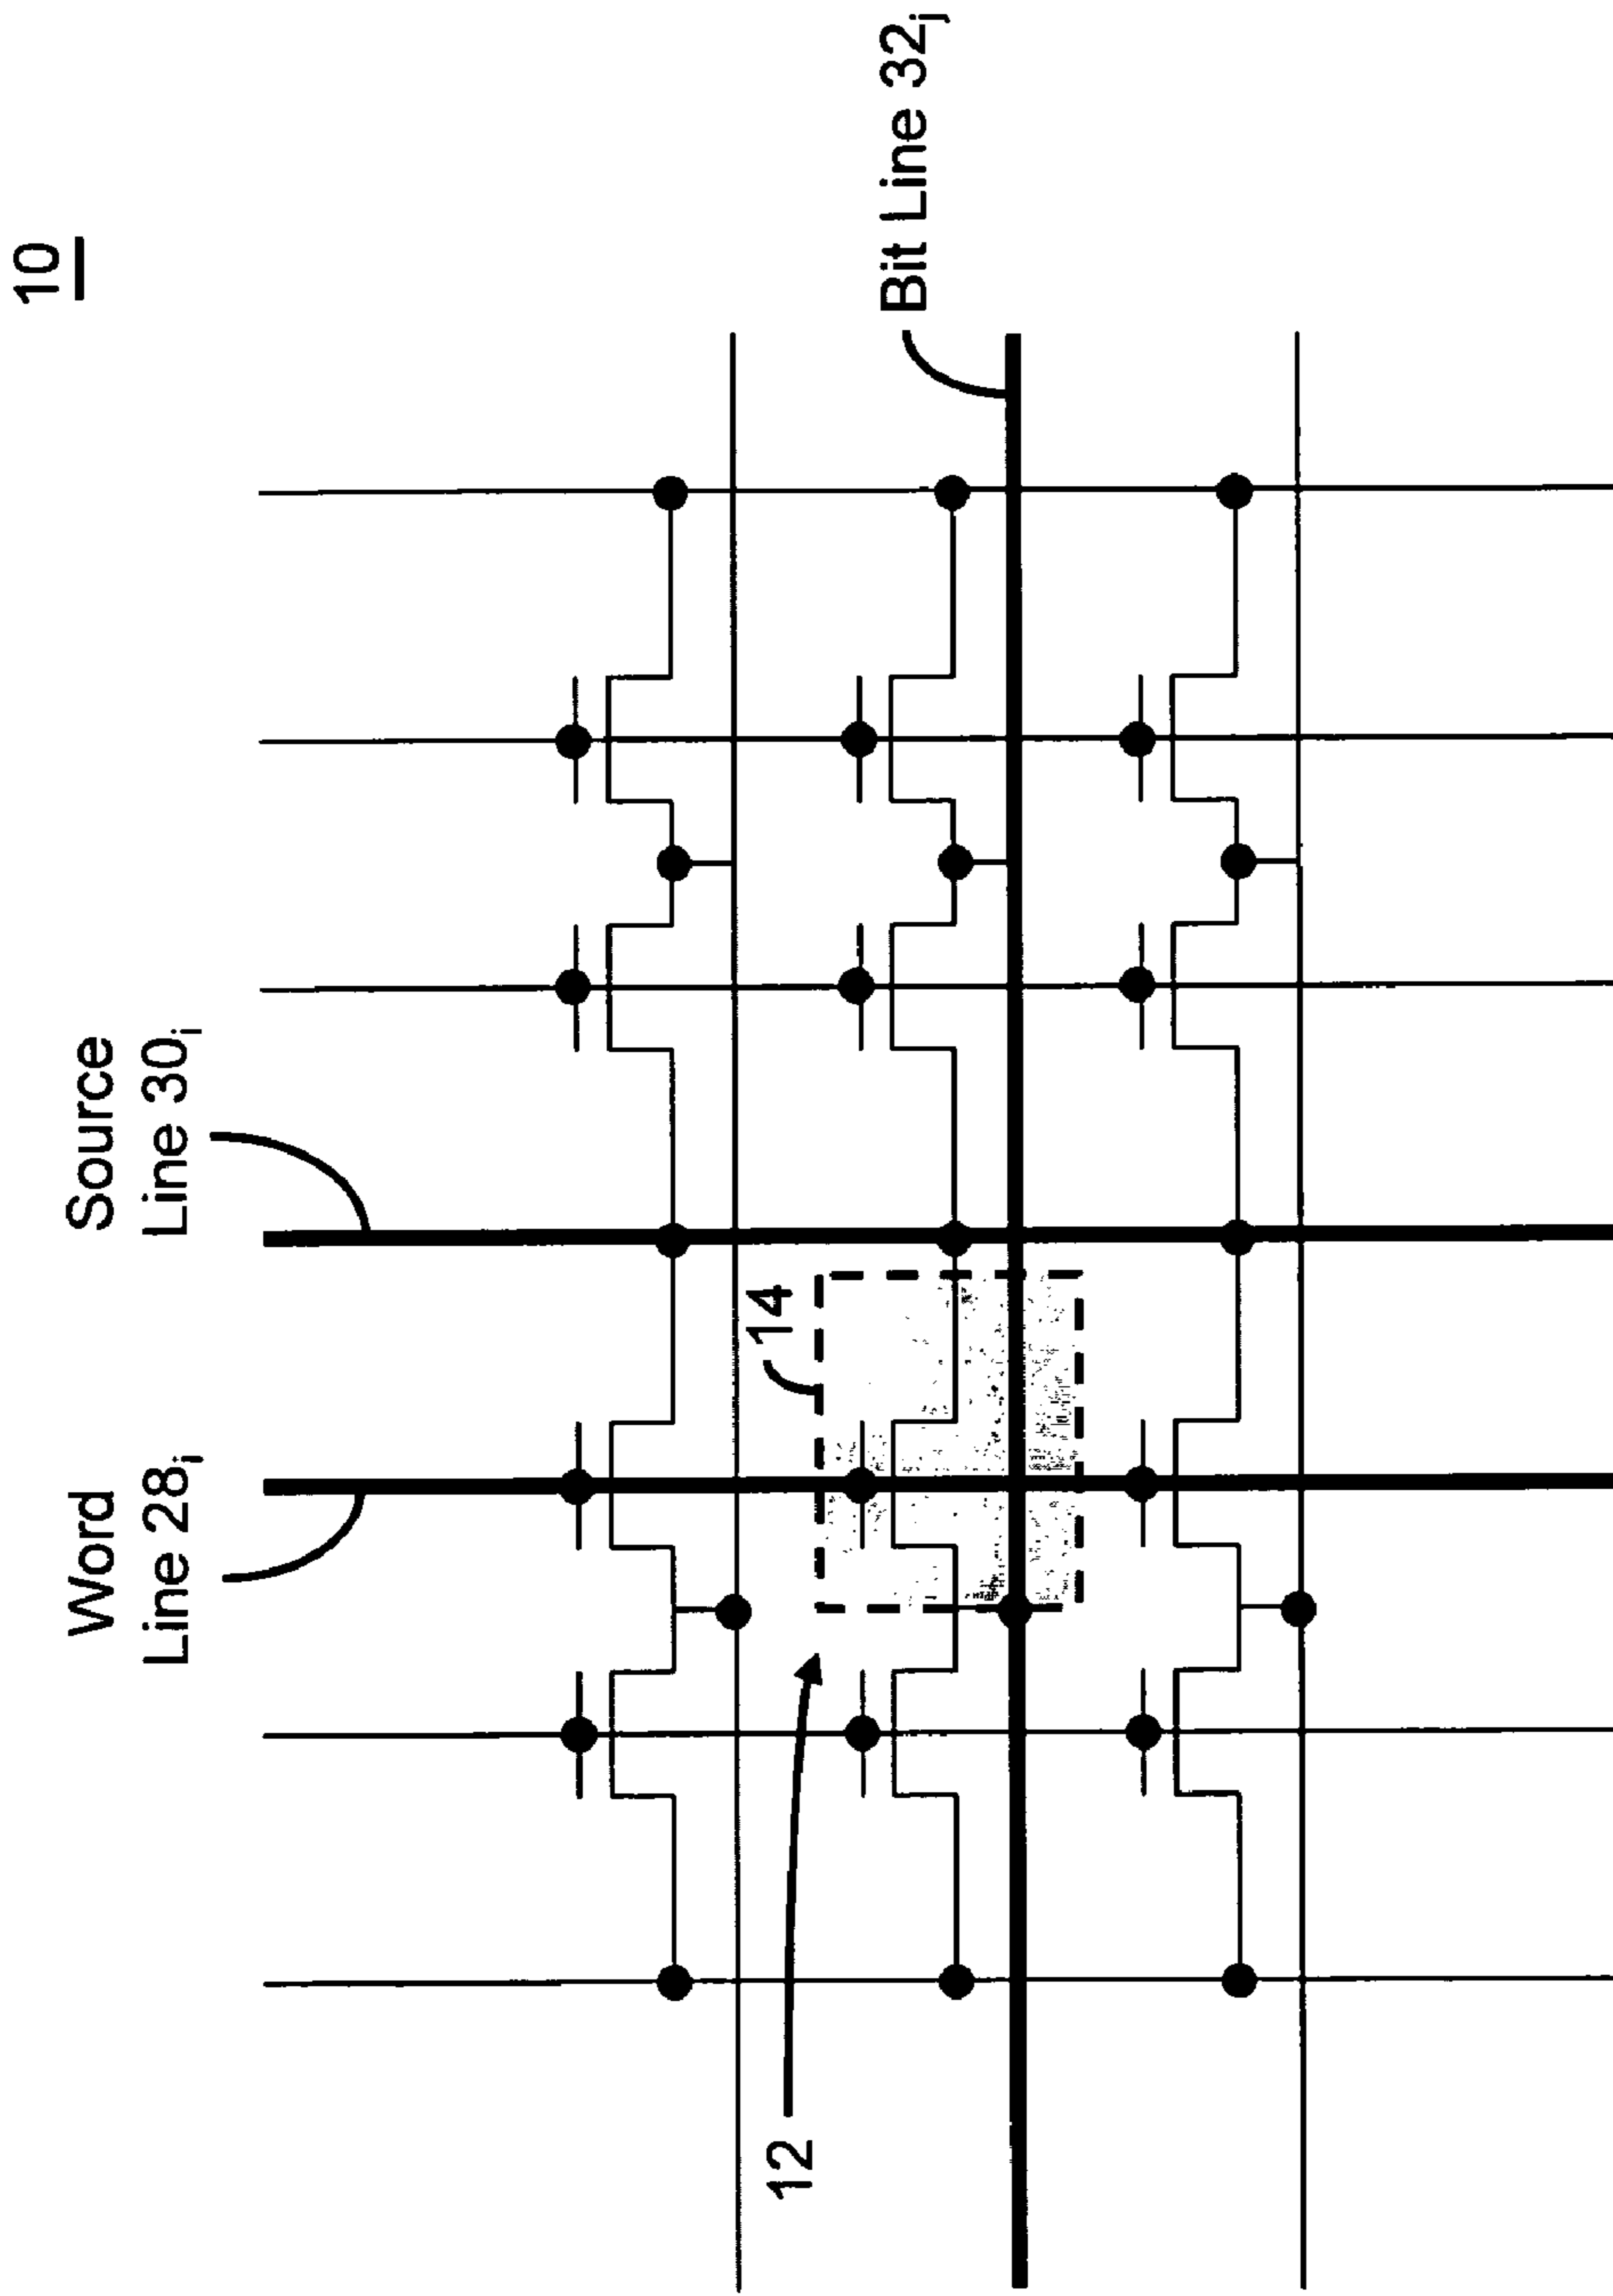 10
Word
Line 28ᵢ
Source
Line 30ᵢ
12
14
Bit Line 32ⱼ